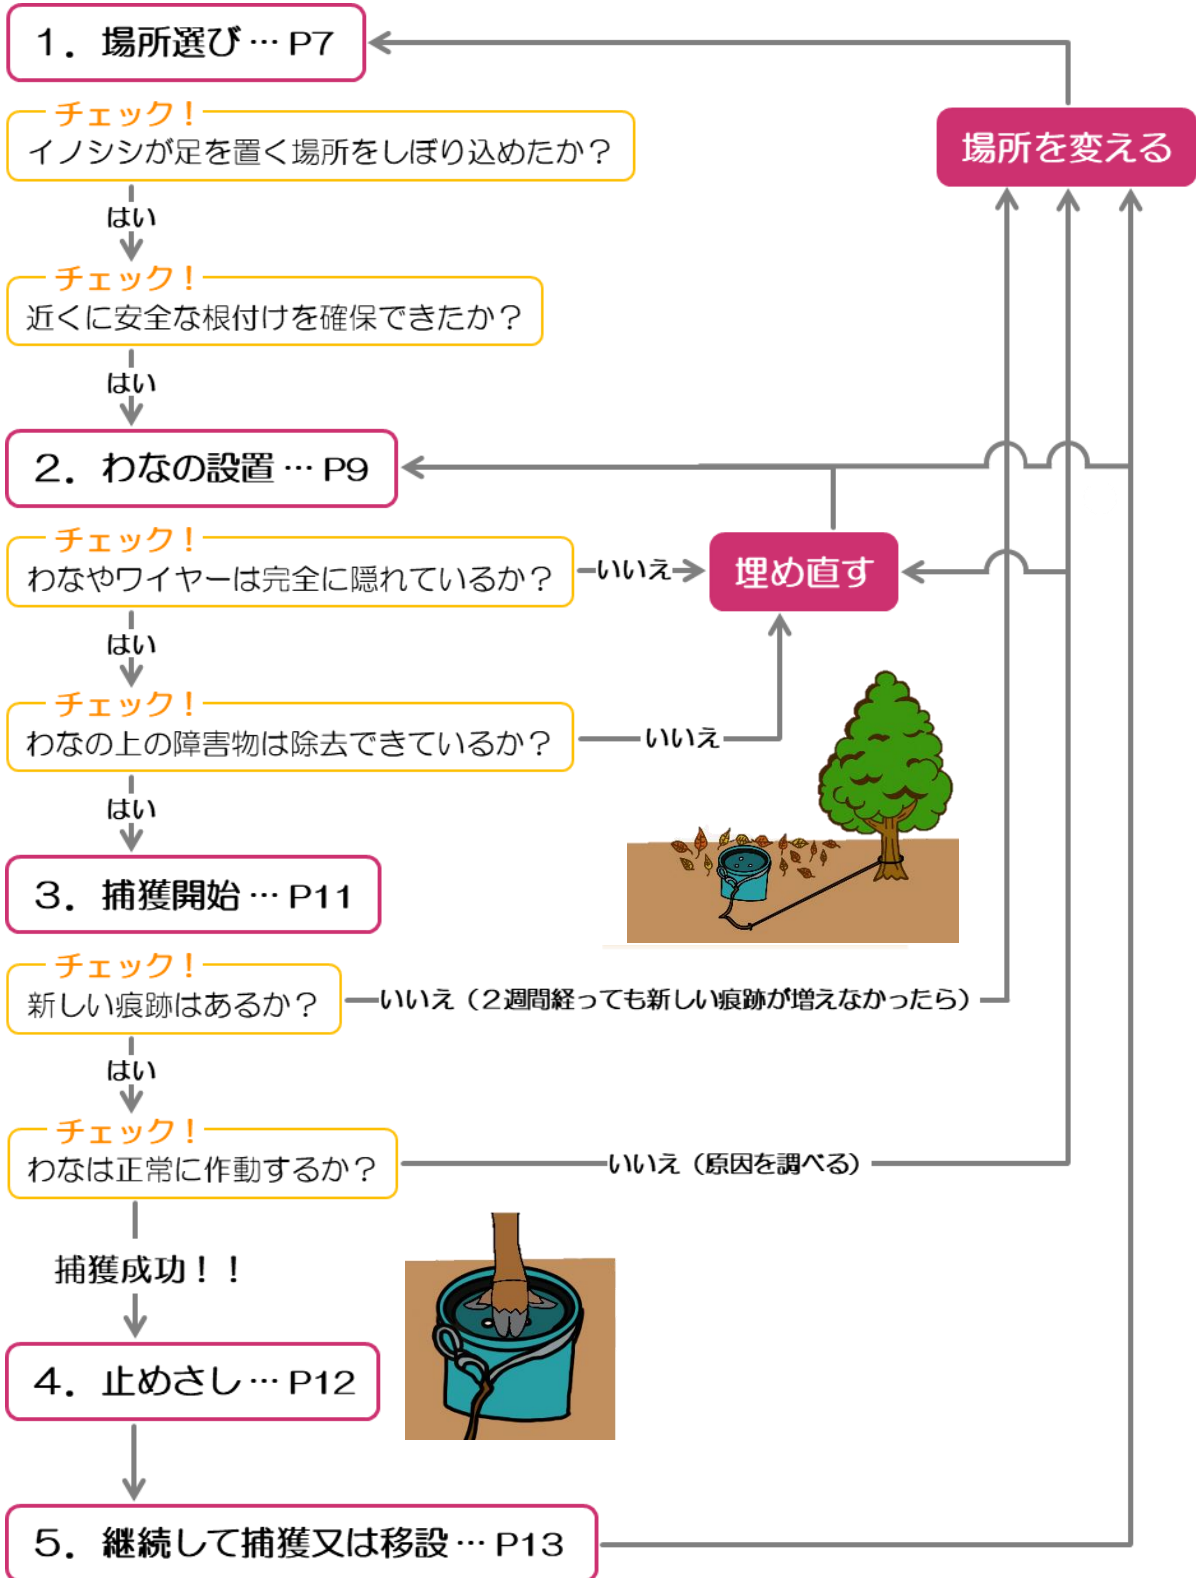 1. 場所選び … P7
チェック！
イノシシが足を置く場所をしぼり込めたか？
場所を変える
はい
チェック！
近くに安全な根付けを確保できたか？
はい
2. わなの設置 … P9
チェック！
わなやワイヤーは完全に隠れているか？
いいえ
埋め直す
はい
チェック！
わなの上の障害物は除去できているか？
いいえ
はい
3. 捕獲開始 … P11
チェック！
新しい痕跡はあるか？
いいえ（２週間経っても新しい痕跡が増えなかったら）
はい
チェック！
わなは正常に作動するか？
いいえ（原因を調べる）
捕獲成功！！
4. 止めさし … P12
5. 継続して捕獲又は移設 … P13